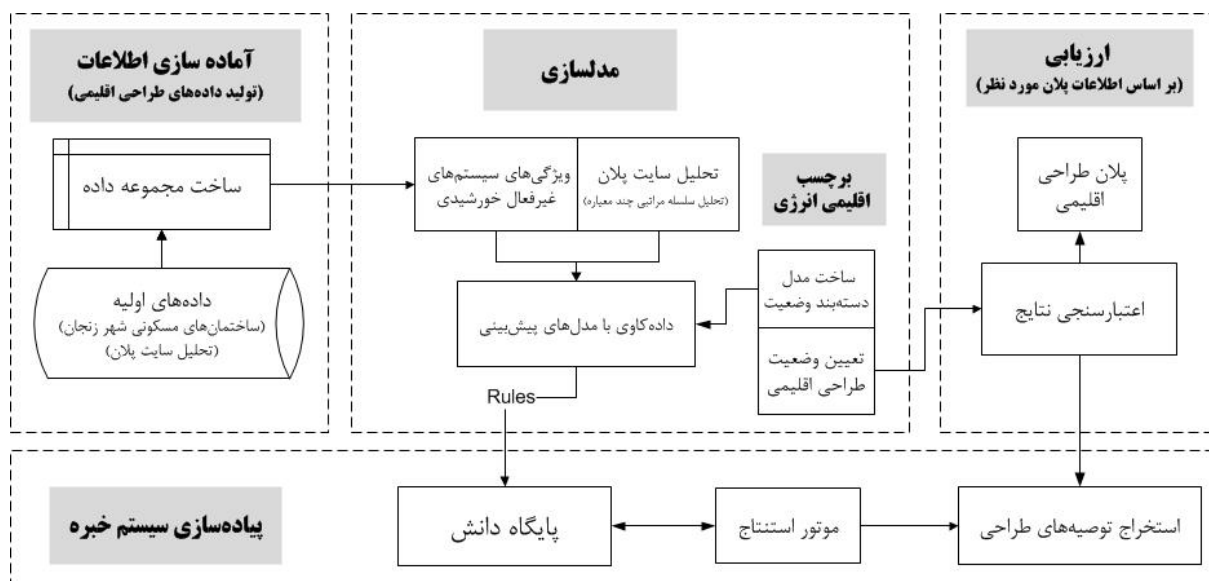 آماده سازی اطلاعات
(تولید داده‌های طراحی اقلیمی)
ساخت مجموعه داده
داده‌های اولیه
(ساختمان‌های مسکونی شهر زنجان)
(تحلیل سایت پلان)
مدلسازی
ویژگی‌های سیستم‌های
غیرفعال خورشیدی
تحلیل سایت پلان
(تحلیل سلسله مراتبی چند معیاره)
برچسب
اقلیمی انرژی
داده‌کاوی با مدل‌های پیش‌بینی
ساخت مدل
دسته‌بند وضعیت
تعیین وضعیت
طراحی اقلیمی
Rules
ارزیابی
(بر اساس اطلاعات پلان مورد نظر)
پلان طراحی
اقلیمی
اعتبارسنجی نتایج
پیاده‌سازی سیستم خبره
پایگاه دانش
موتور استنتاج
استخراج توصیه‌های طراحی